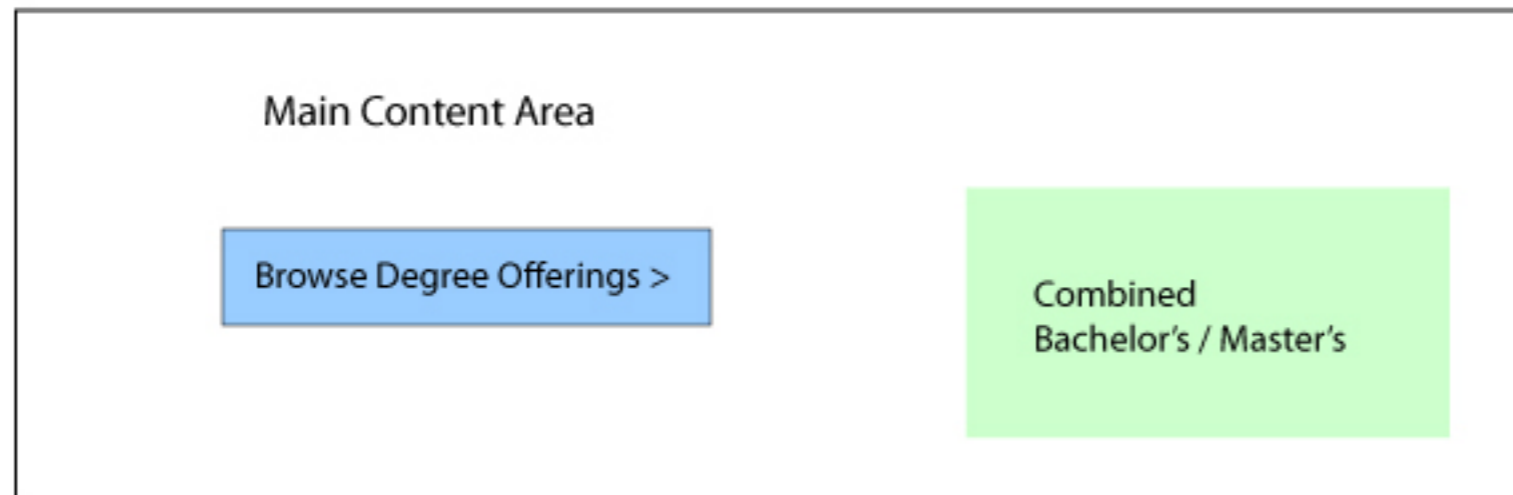 Main Content Area
Browse Degree Offerings >
Combined
Bachelor’s / Master’s